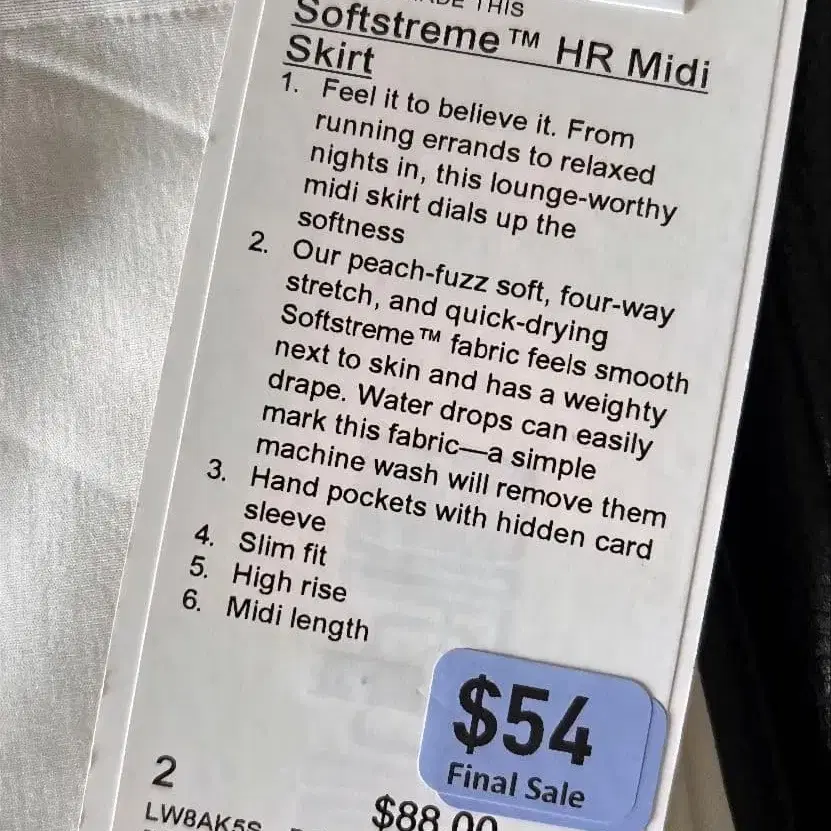 THIS
Softstreme™ HR Midi
Skirt
1. Feel it to believe it. From
running errands to relaxed
nights in, this lounge-worthy
midi skirt dials up the
softness
2. Our peach-fuzz soft, four-way
stretch, and quick-drying
Softstreme™ fabric feels smooth
next to skin and has a weighty
drape. Water drops can easily
mark this fabric—a simple
machine wash will remove them
3. Hand pockets with hidden card
sleeve
4. Slim fit
5. High rise
6. Midi length
$54
Final Sale
2
$88.00
LW8AK5S